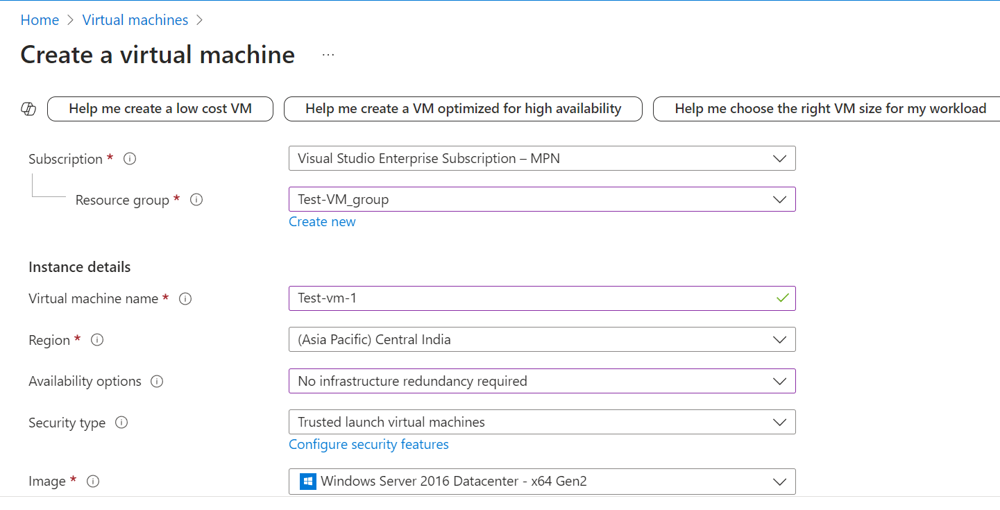 Home > Virtual machines >
Create a virtual machine ...
Help me create a low cost VM Help me create a VM optimized for high availability Help me choose the right VM size for my workload
Subscription * Visual Studio Enterprise Subscription – MPN
Resource group * Test-VM_group
Create new
Instance details
Virtual machine name * Test-vm-1
Region * (Asia Pacific) Central India
Availability options No infrastructure redundancy required
Security type Trusted launch virtual machines
Configure security features
Image * Windows Server 2016 Datacenter - x64 Gen2